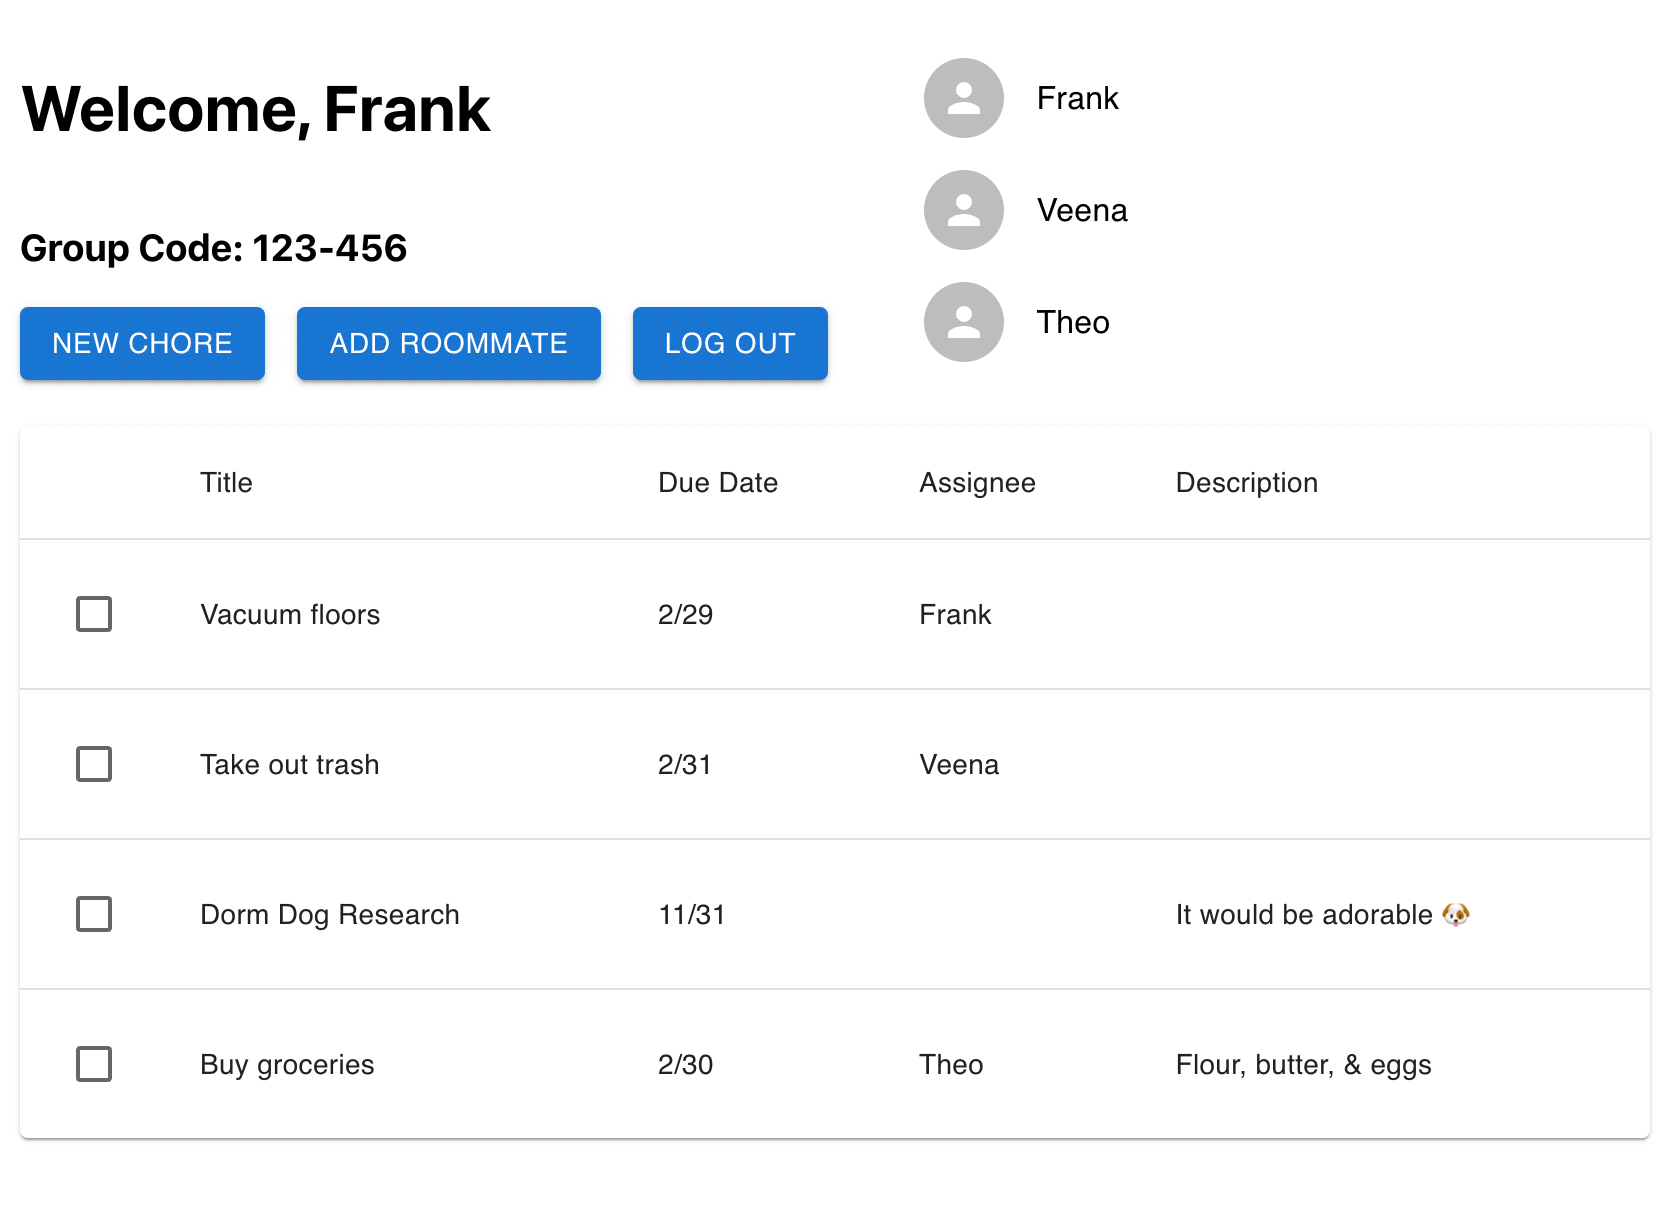 Welcome, Frank
Group Code: 123-456
NEW CHORE ADD ROOMMATE LOG OUT
Frank
Veena
Theo
Title Due Date Assignee Description
Vacuum floors 2/29 Frank
Take out trash 2/31 Veena
Dorm Dog Research 11/31 It would be adorable 🐶
Buy groceries 2/30 Theo Flour, butter, & eggs